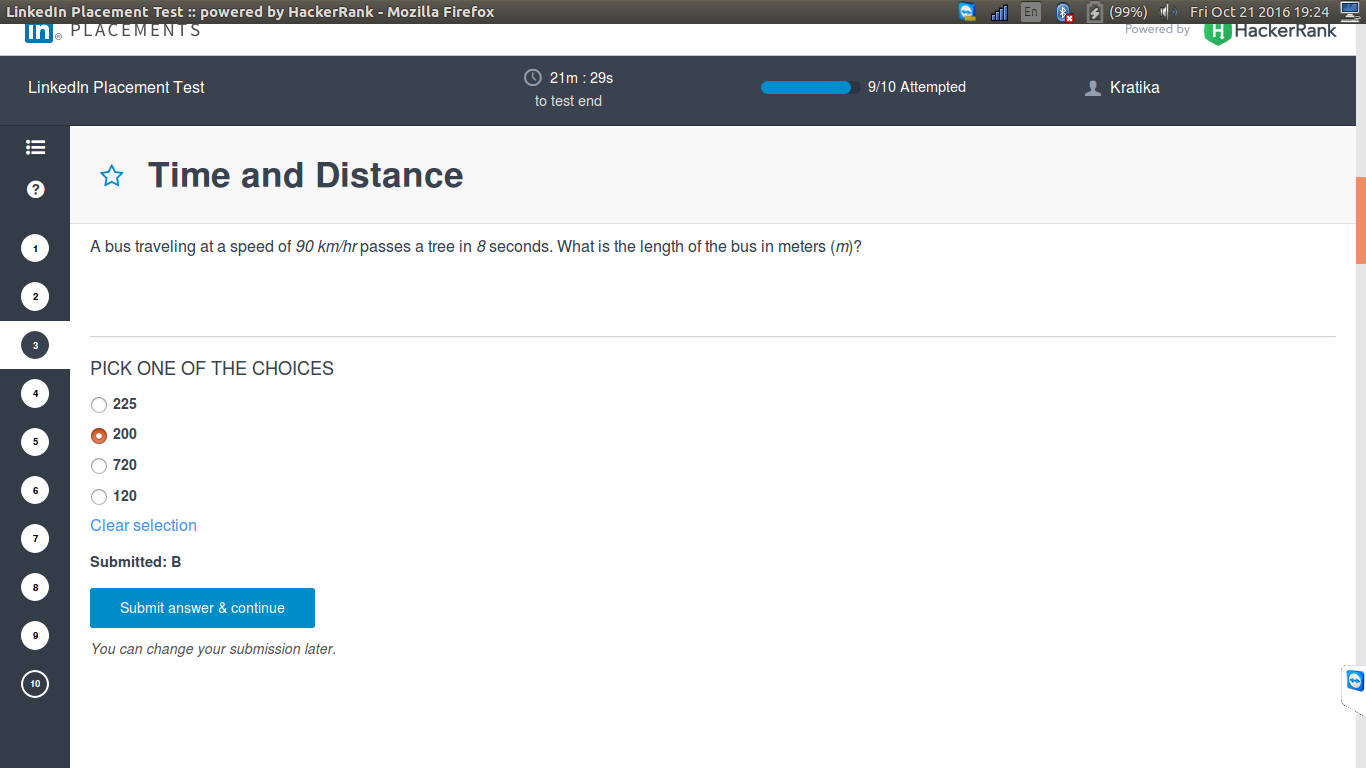 LinkedIn Placement Test :: powered by HackerRank - Mozilla Firefox
En
(99%)
Fri Oct 21 2016 19:24
in® PLACEMENTS
Powered by
H HackerRank
LinkedIn Placement Test
21m : 29s
to test end
9/10 Attempted
Kratika
?
Time and Distance
A bus traveling at a speed of 90 km/hr passes a tree in 8 seconds. What is the length of the bus in meters (m)?
1
2
3
4
5
6
7
8
9
10
PICK ONE OF THE CHOICES
225
200
720
120
Clear selection
Submitted: B
Submit answer & continue
You can change your submission later.